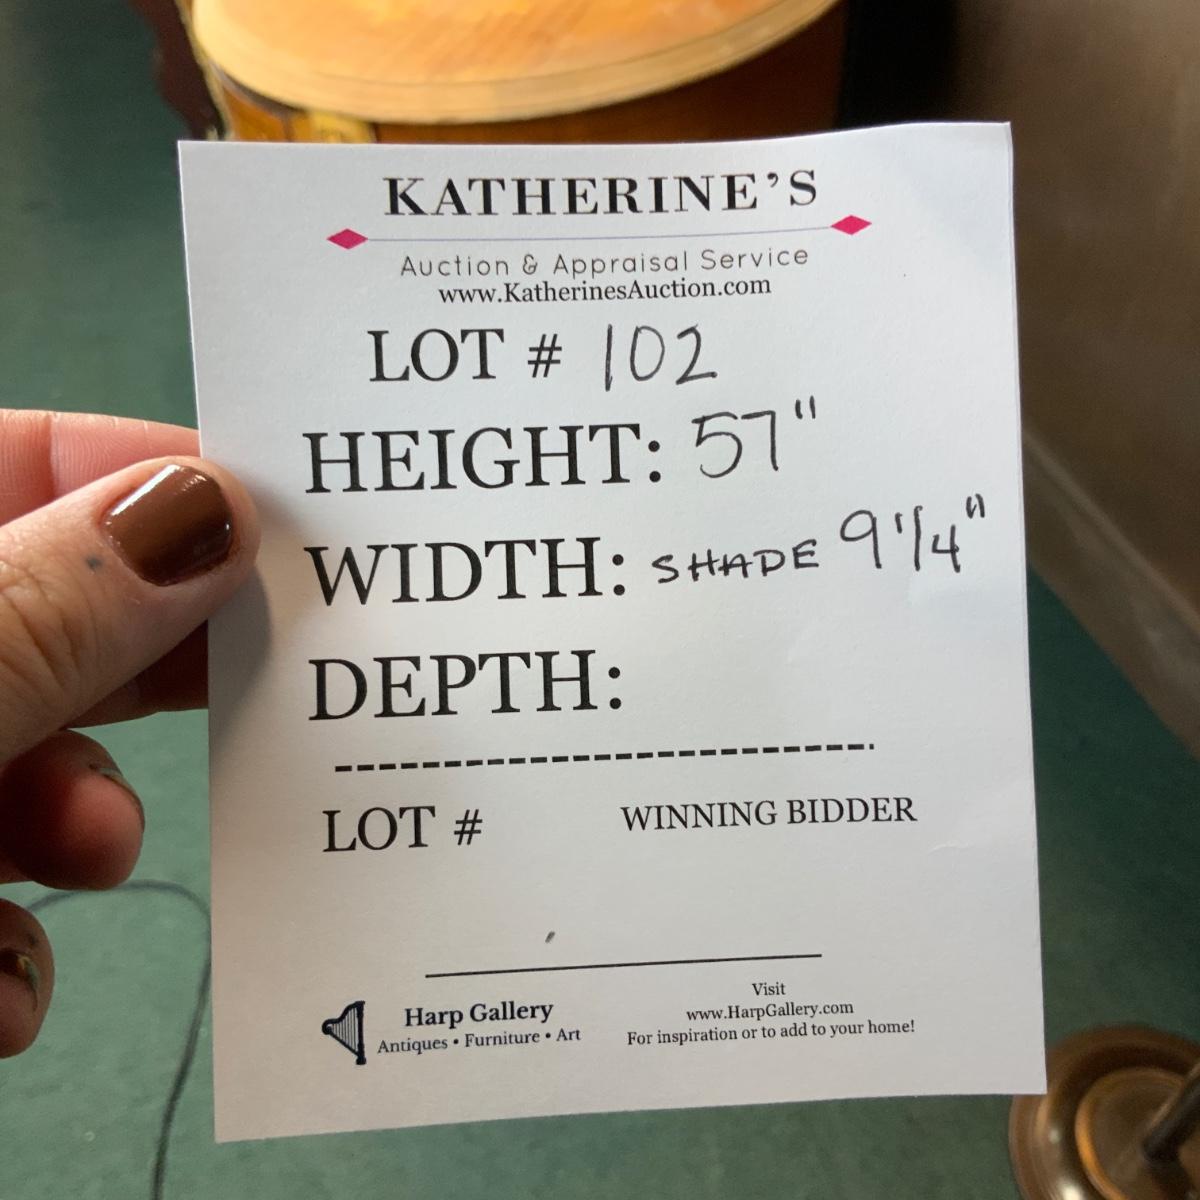 KATHERINE'S
Auction & Appraisal Service
www.KatherinesAuction.com
LOT # 102
HEIGHT: 57"
WIDTH: SHADE 9 1/4"
DEPTH:
LOT # WINNING BIDDER
Harp Gallery
Antiques • Furniture • Art
Visit
www.HarpGallery.com
For inspiration or to add to your home!